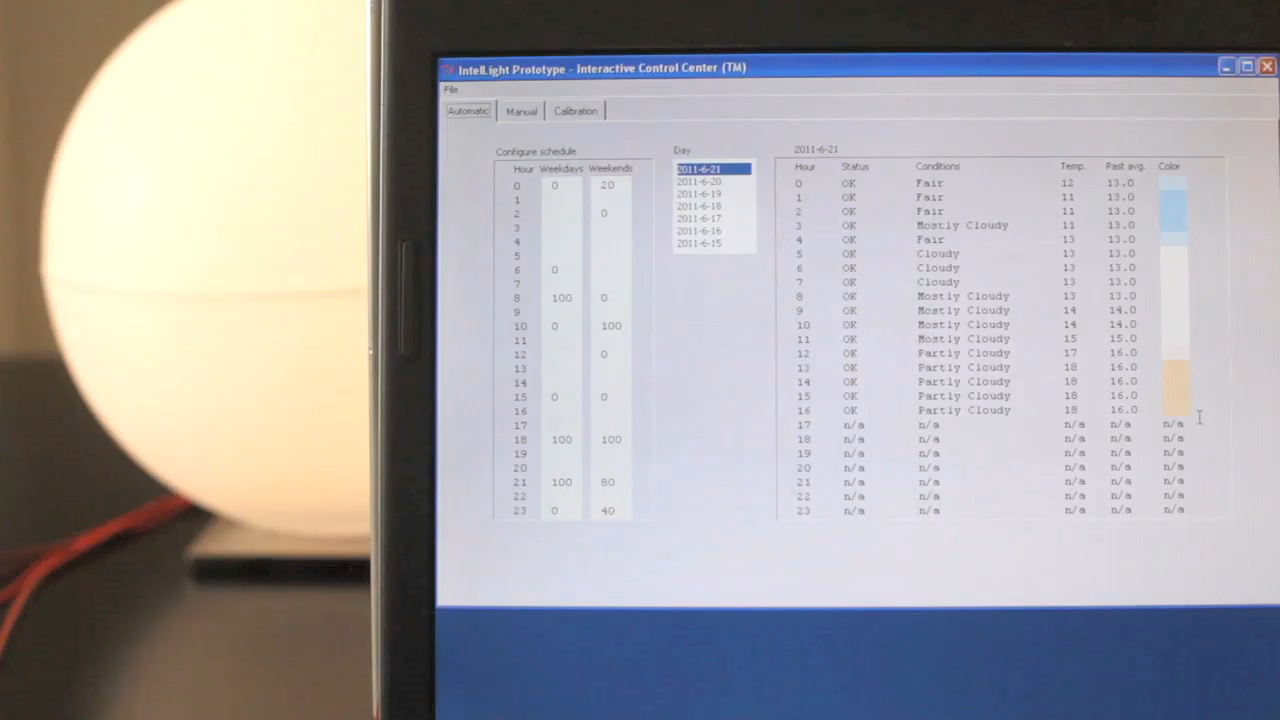 IntelLight Prototype - Interactive Control Center (TM)
File
Automatic Manual Calibration
Configure schedule
Hour Weekdays Weekends
0 0 20
1
2 0
3
4
5
6 0
7
8 100 0
9
10 0 100
11
12 0
13
14
15 0 0
16
17
18 100 100
19
20
21 100 80
22
23 0 40
Day
2011-6-21
2011-6-20
2011-6-19
2011-6-18
2011-6-17
2011-6-16
2011-6-15
2011-6-21
Hour Status Conditions Temp. Past avg. Color
0 OK Fair 12 13.0
1 OK Fair 11 13.0
2 OK Fair 11 13.0
3 OK Mostly Cloudy 11 13.0
4 OK Fair 13 13.0
5 OK Cloudy 13 13.0
6 OK Cloudy 13 13.0
7 OK Cloudy 13 13.0
8 OK Mostly Cloudy 13 13.0
9 OK Mostly Cloudy 14 14.0
10 OK Mostly Cloudy 14 14.0
11 OK Mostly Cloudy 15 15.0
12 OK Partly Cloudy 17 16.0
13 OK Partly Cloudy 18 16.0
14 OK Partly Cloudy 18 16.0
15 OK Partly Cloudy 18 16.0
16 OK Partly Cloudy 18 16.0
17 n/a n/a n/a n/a n/a
18 n/a n/a n/a n/a n/a
19 n/a n/a n/a n/a n/a
20 n/a n/a n/a n/a n/a
21 n/a n/a n/a n/a n/a
22 n/a n/a n/a n/a n/a
23 n/a n/a n/a n/a n/a